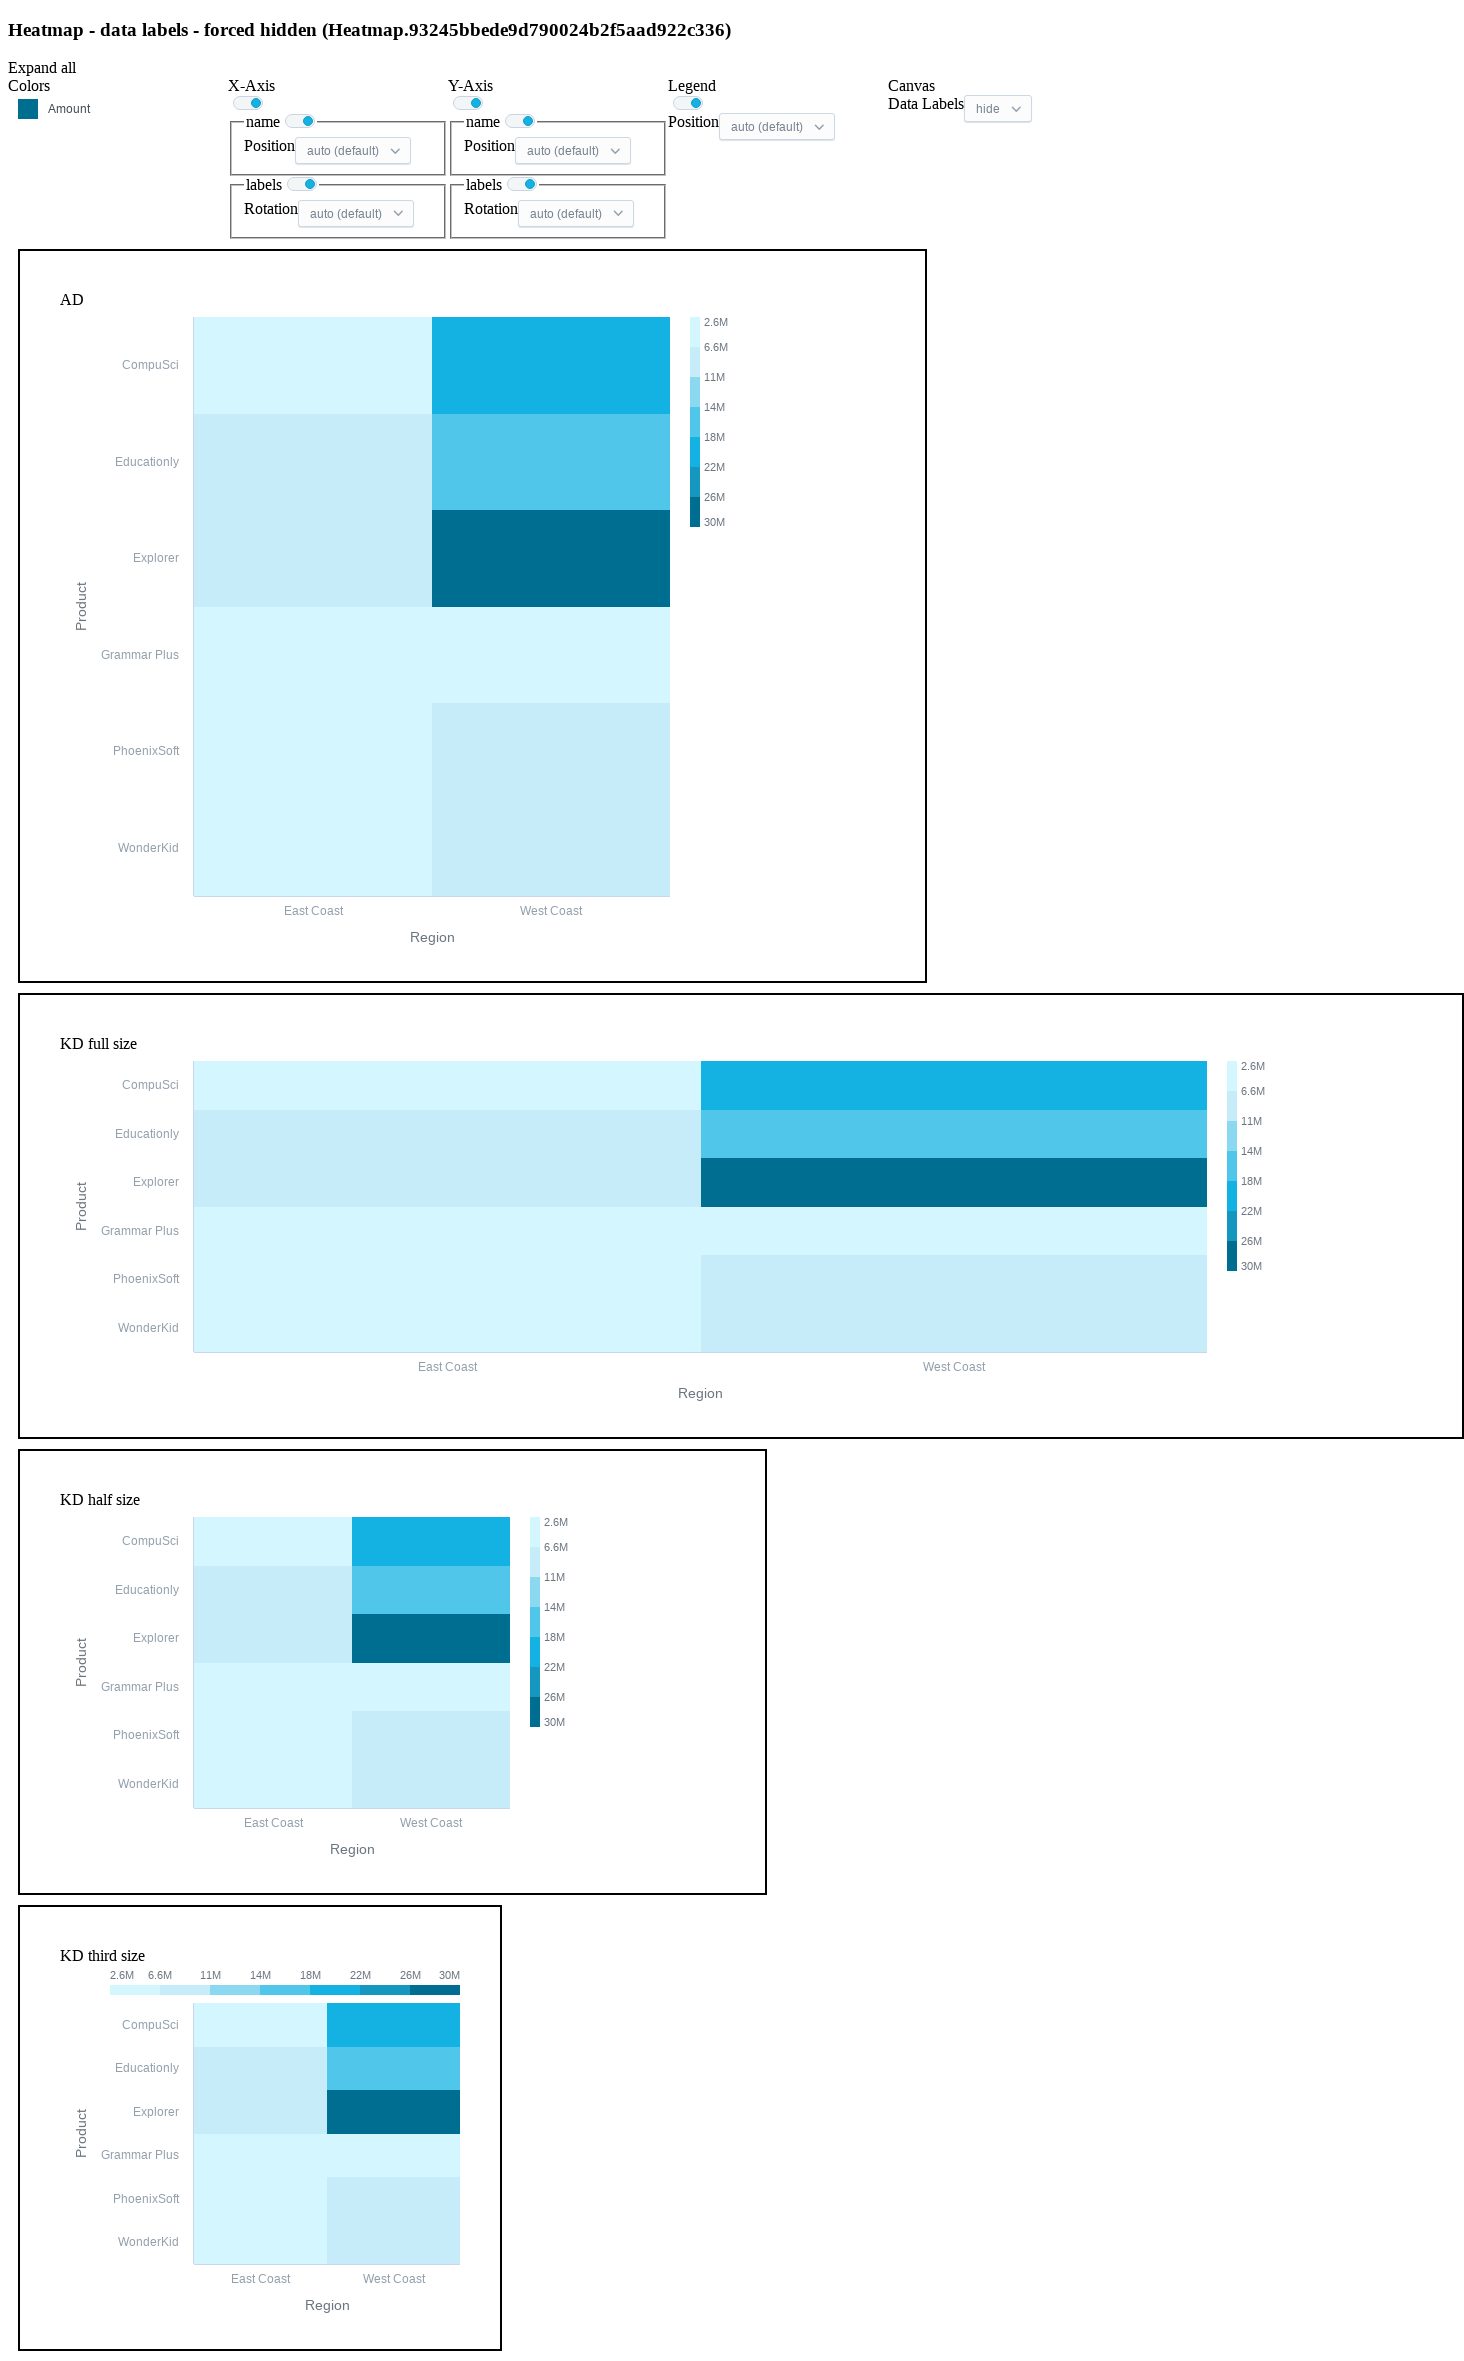 Heatmap - data labels - forced hidden (Heatmap.93245bbede9d790024b2f5aad922c336)
Expand all
Colors
Amount
X-Axis
name
Position auto (default)
labels
Rotation auto (default)
Y-Axis
name
Position auto (default)
labels
Rotation auto (default)
Legend
Position auto (default)
Canvas
Data Labels hide
AD
CompuSci
Educationly
Explorer
Grammar Plus
PhoenixSoft
WonderKid
Product
East Coast West Coast
Region
2.6M
6.6M
11M
14M
18M
22M
26M
30M
KD full size
CompuSci
Educationly
Explorer
Grammar Plus
PhoenixSoft
WonderKid
Product
East Coast West Coast
Region
2.6M
6.6M
11M
14M
18M
22M
26M
30M
KD half size
CompuSci
Educationly
Explorer
Grammar Plus
PhoenixSoft
WonderKid
Product
East Coast West Coast
Region
2.6M
6.6M
11M
14M
18M
22M
26M
30M
KD third size
2.6M 6.6M 11M 14M 18M 22M 26M 30M
CompuSci
Educationly
Explorer
Grammar Plus
PhoenixSoft
WonderKid
Product
East Coast West Coast
Region